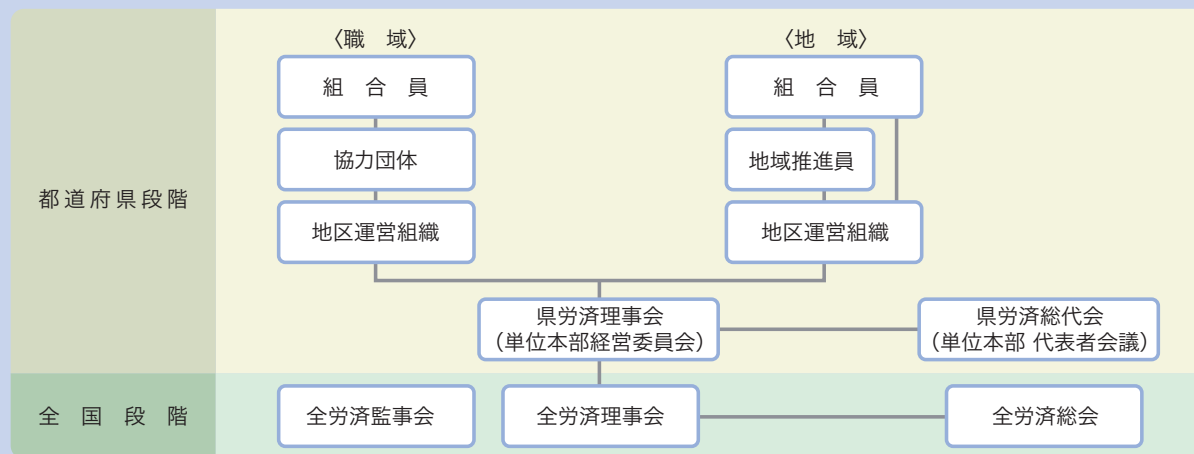 〈職　域〉
〈地　域〉
組　合　員
組　合　員
協力団体
地域推進員
都道府県段階
地区運営組織
地区運営組織
県労済理事会
（単位本部経営委員会）
県労済総代会
（単位本部 代表者会議）
全　国　段　階
全労済監事会
全労済理事会
全労済総会